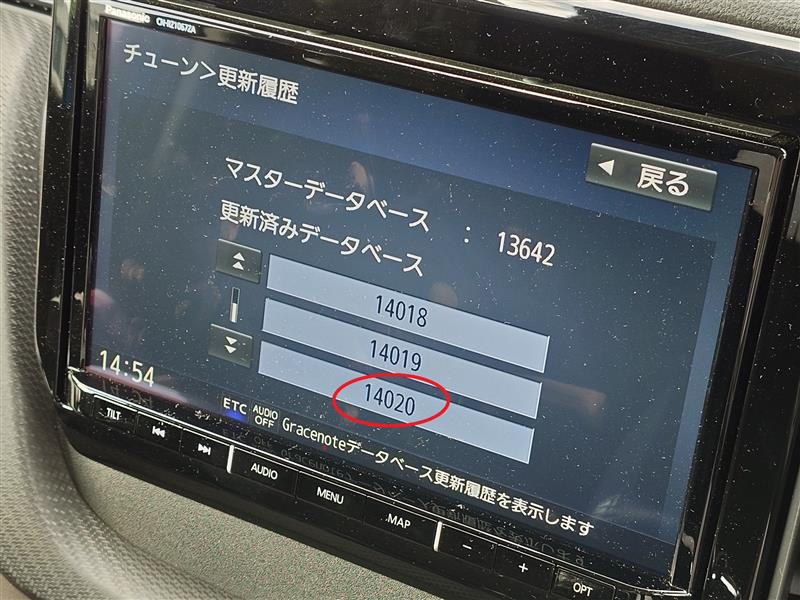 Panasonic CN-RZ1067ZA
チューン>更新履歴
戻る
マスターデータベース : 13642
更新済みデータベース
14018
14019
14020
14:54
ETC
AUDIO OFF
Gracenoteデータベース更新履歴を表示します
TILT
AUDIO
MENU
MAP
−
+
OPT